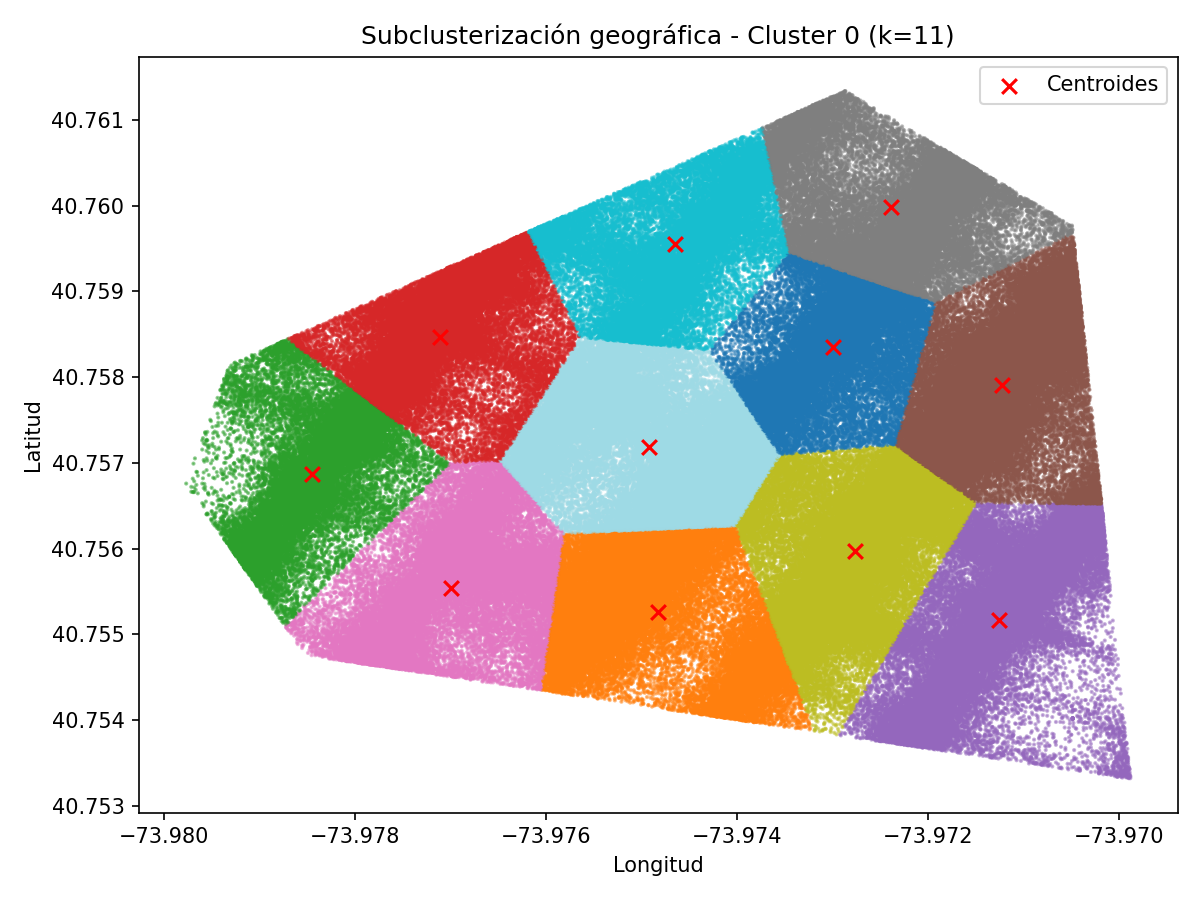 Subclusterización geográfica - Cluster 0 (k=11)
Centroides
Latitud
40.761
40.760
40.759
40.758
40.757
40.756
40.755
40.754
40.753
−73.980 −73.978 −73.976 −73.974 −73.972 −73.970
Longitud